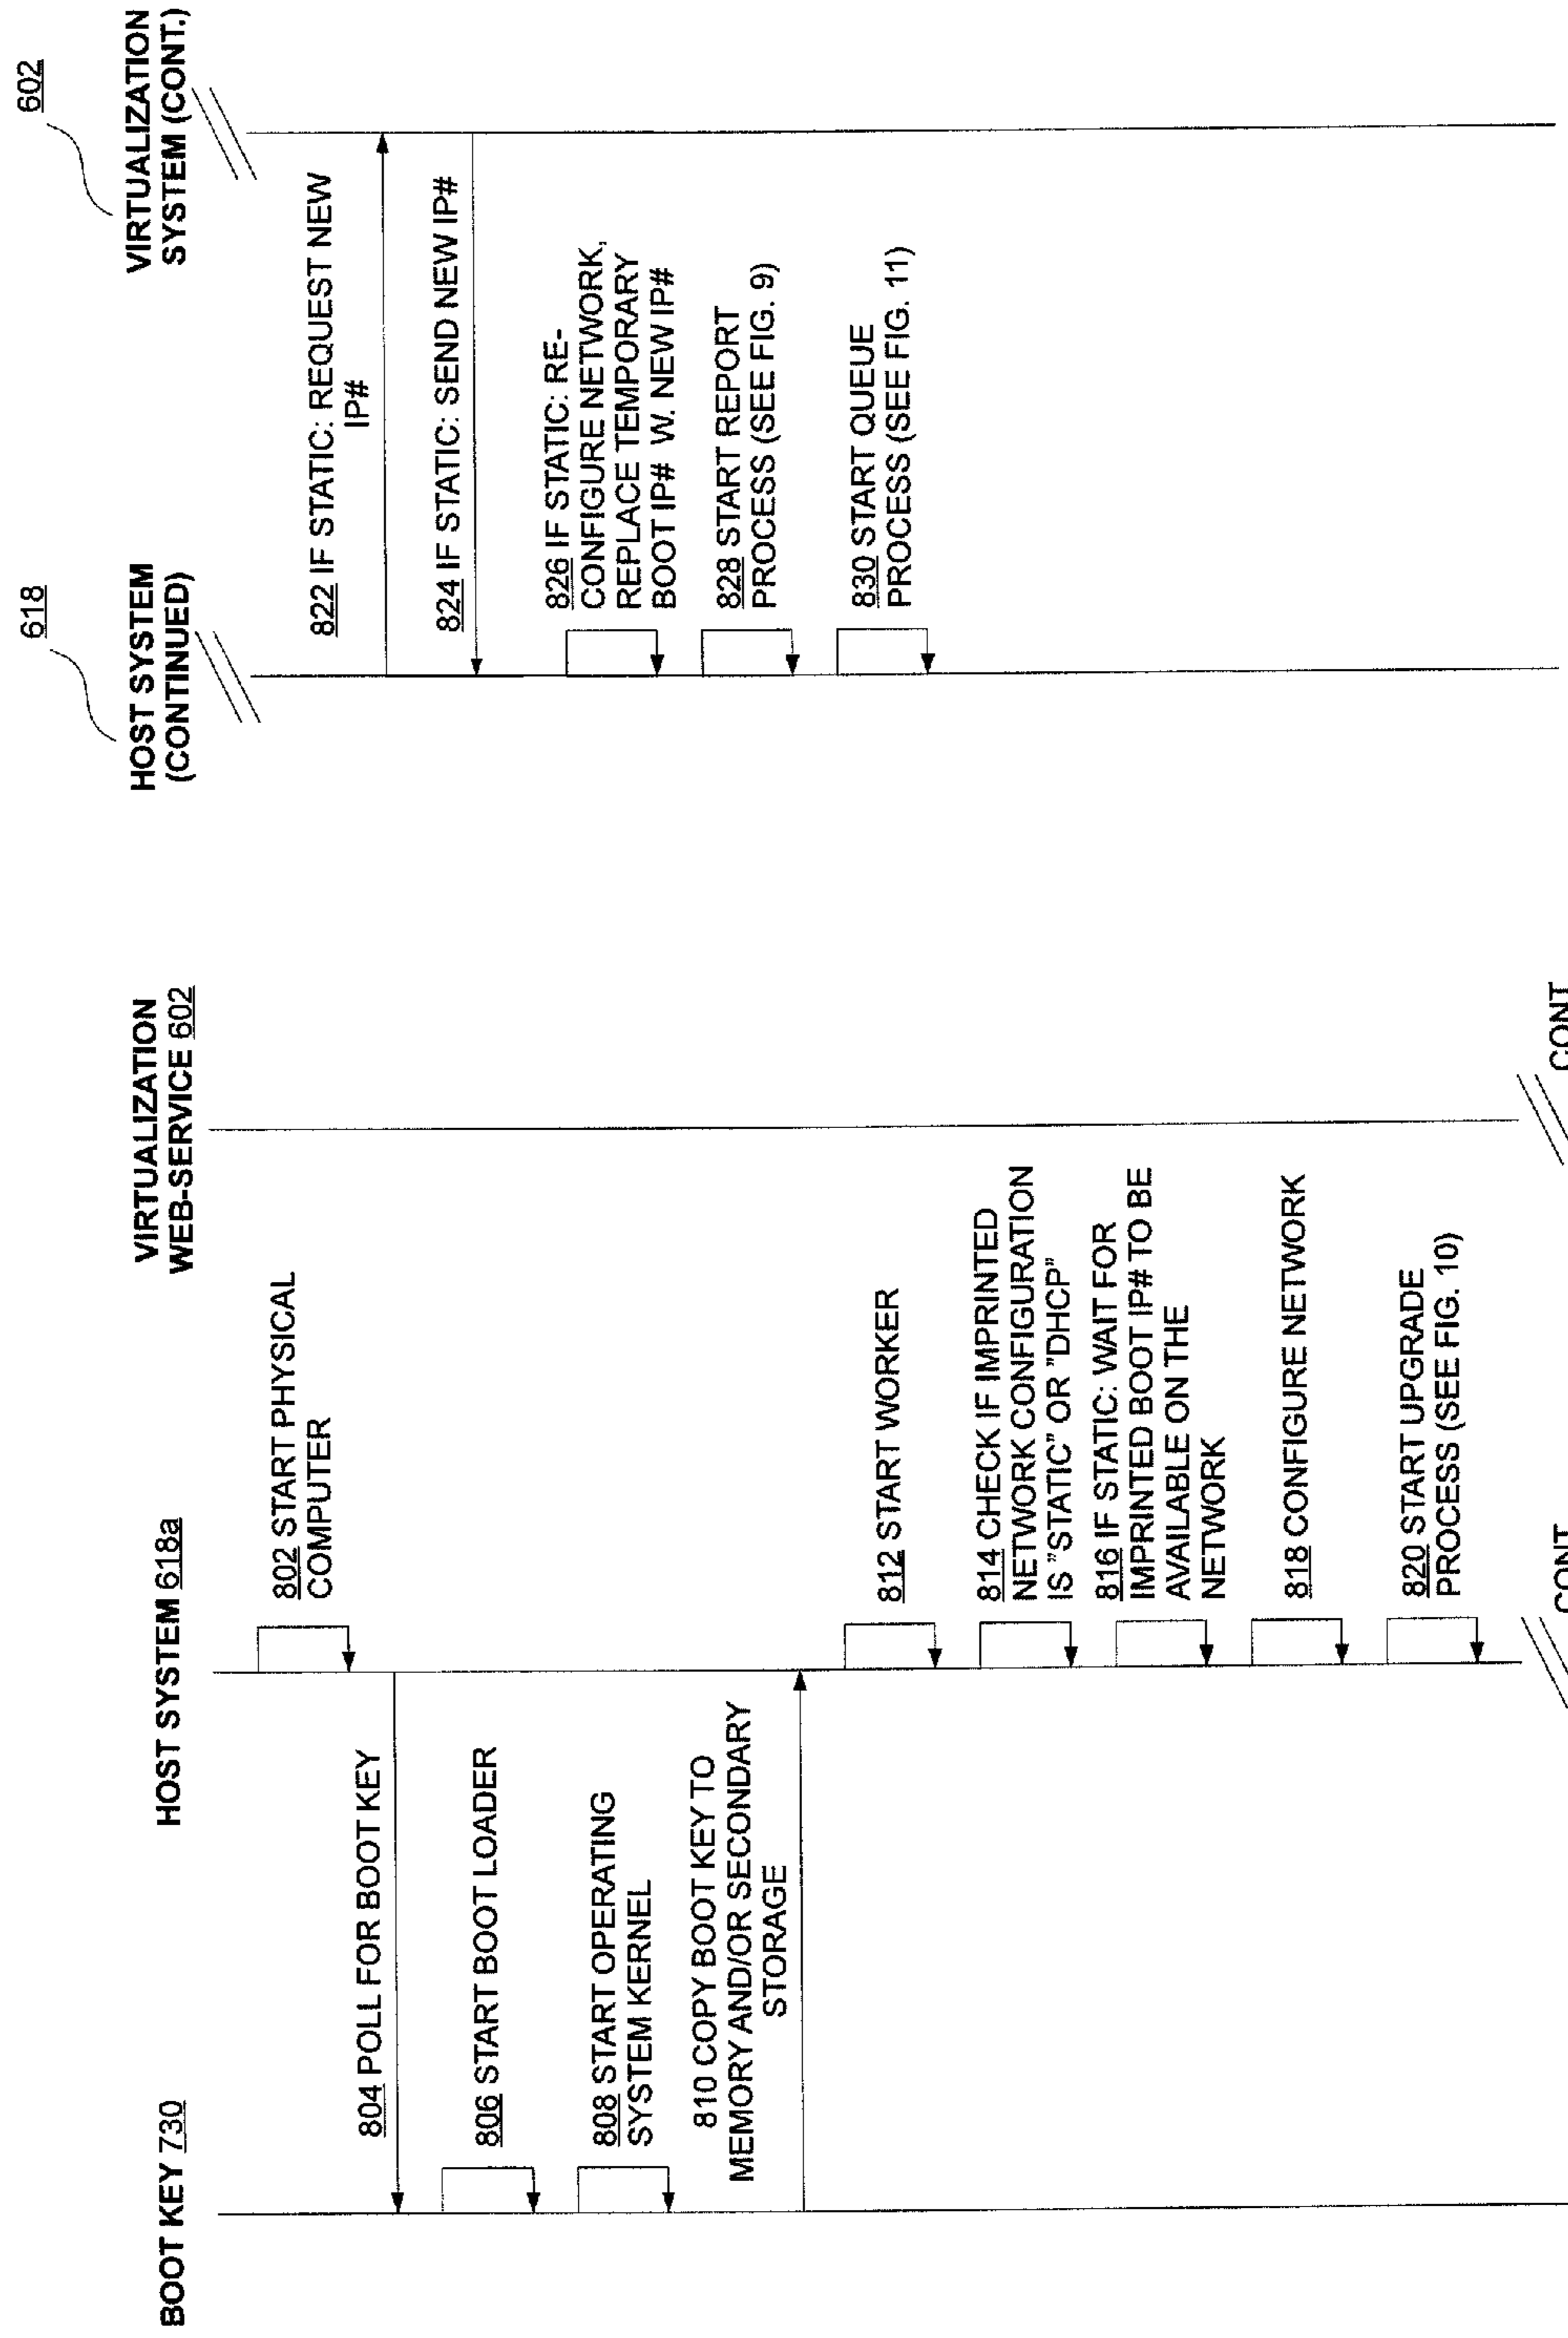 BOOT KEY 730
HOST SYSTEM 618a
VIRTUALIZATION
WEB-SERVICE 602
802 START PHYSICAL
COMPUTER
804 POLL FOR BOOT KEY
806 START BOOT LOADER
808 START OPERATING
SYSTEM KERNEL
810 COPY BOOT KEY TO
MEMORY AND/OR SECONDARY
STORAGE
812 START WORKER
814 CHECK IF IMPRINTED
NETWORK CONFIGURATION
IS "STATIC" OR "DHCP"
816 IF STATIC: WAIT FOR
IMPRINTED BOOT IP# TO BE
AVAILABLE ON THE
NETWORK
818 CONFIGURE NETWORK
820 START UPGRADE
PROCESS (SEE FIG. 10)
CONT
CONT
618
HOST SYSTEM
(CONTINUED)
602
VIRTUALIZATION
SYSTEM (CONT.)
822 IF STATIC: REQUEST NEW
IP#
824 IF STATIC: SEND NEW IP#
826 IF STATIC: RE-
CONFIGURE NETWORK,
REPLACE TEMPORARY
BOOT IP# W. NEW IP#
828 START REPORT
PROCESS (SEE FIG. 9)
830 START QUEUE
PROCESS (SEE FIG. 11)